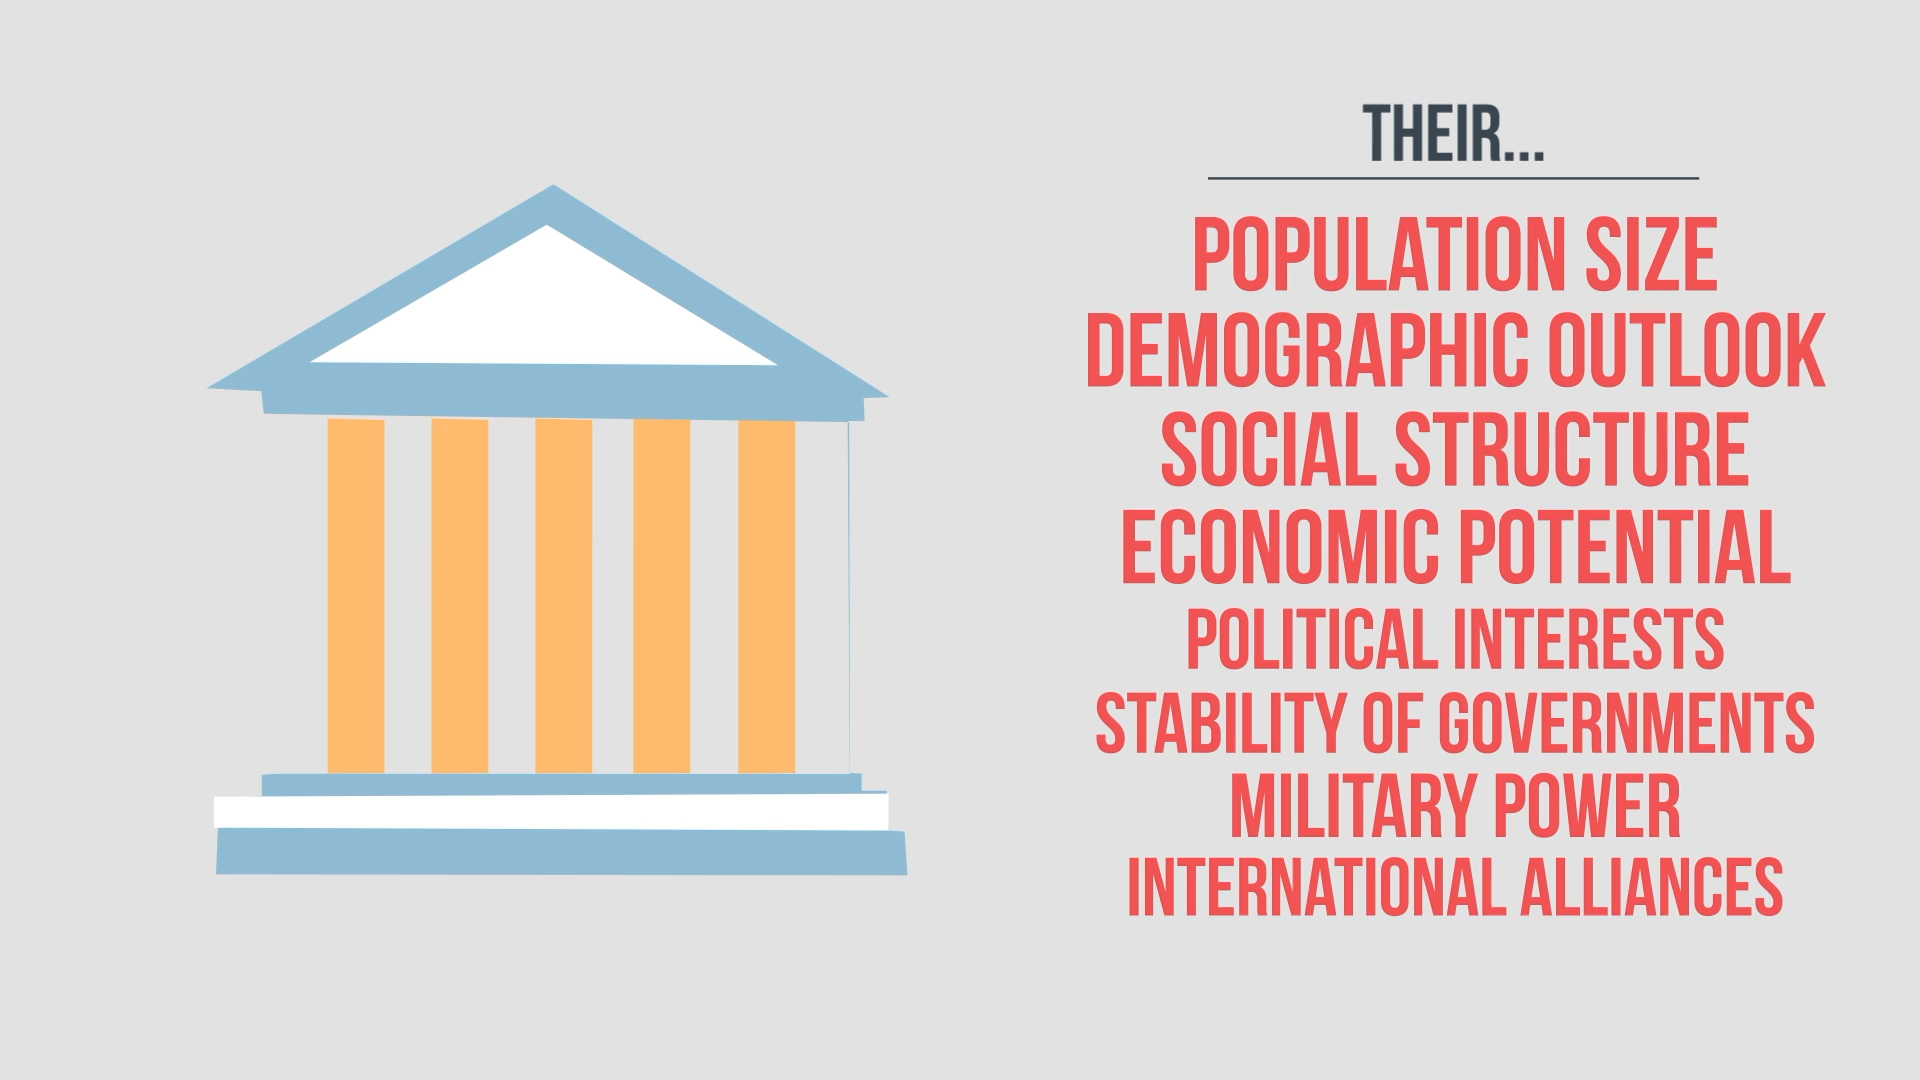 THEIR...
POPULATION SIZE
DEMOGRAPHIC OUTLOOK
SOCIAL STRUCTURE
ECONOMIC POTENTIAL
POLITICAL INTERESTS
STABILITY OF GOVERNMENTS
MILITARY POWER
INTERNATIONAL ALLIANCES